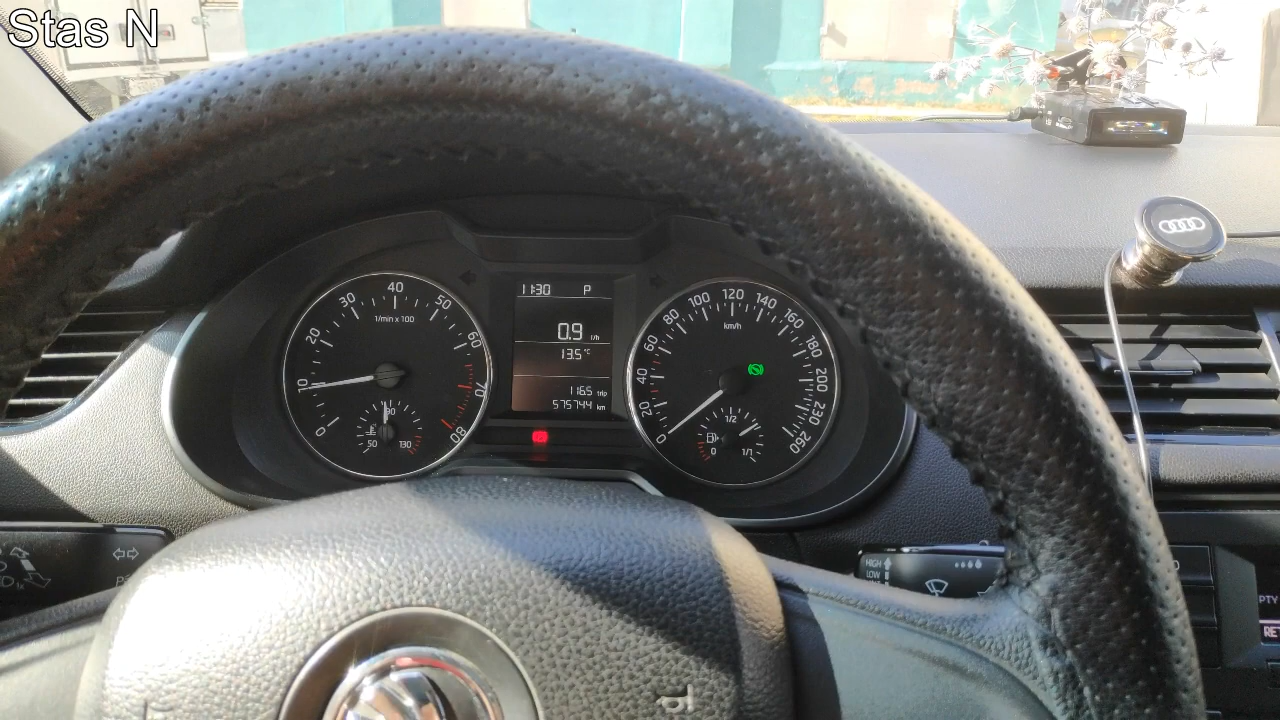 Stas N
11:30 P
0.9 l/h
13.5 °C
116.5 trip
575744 km
0 10 20 30 40 50 60 70 80
1/min x 100
50 90 130
0 20 40 60 80 100 120 140 160 180 200 230 260
km/h
0 1/2 1/1
HIGH
LOW
PTY
RET